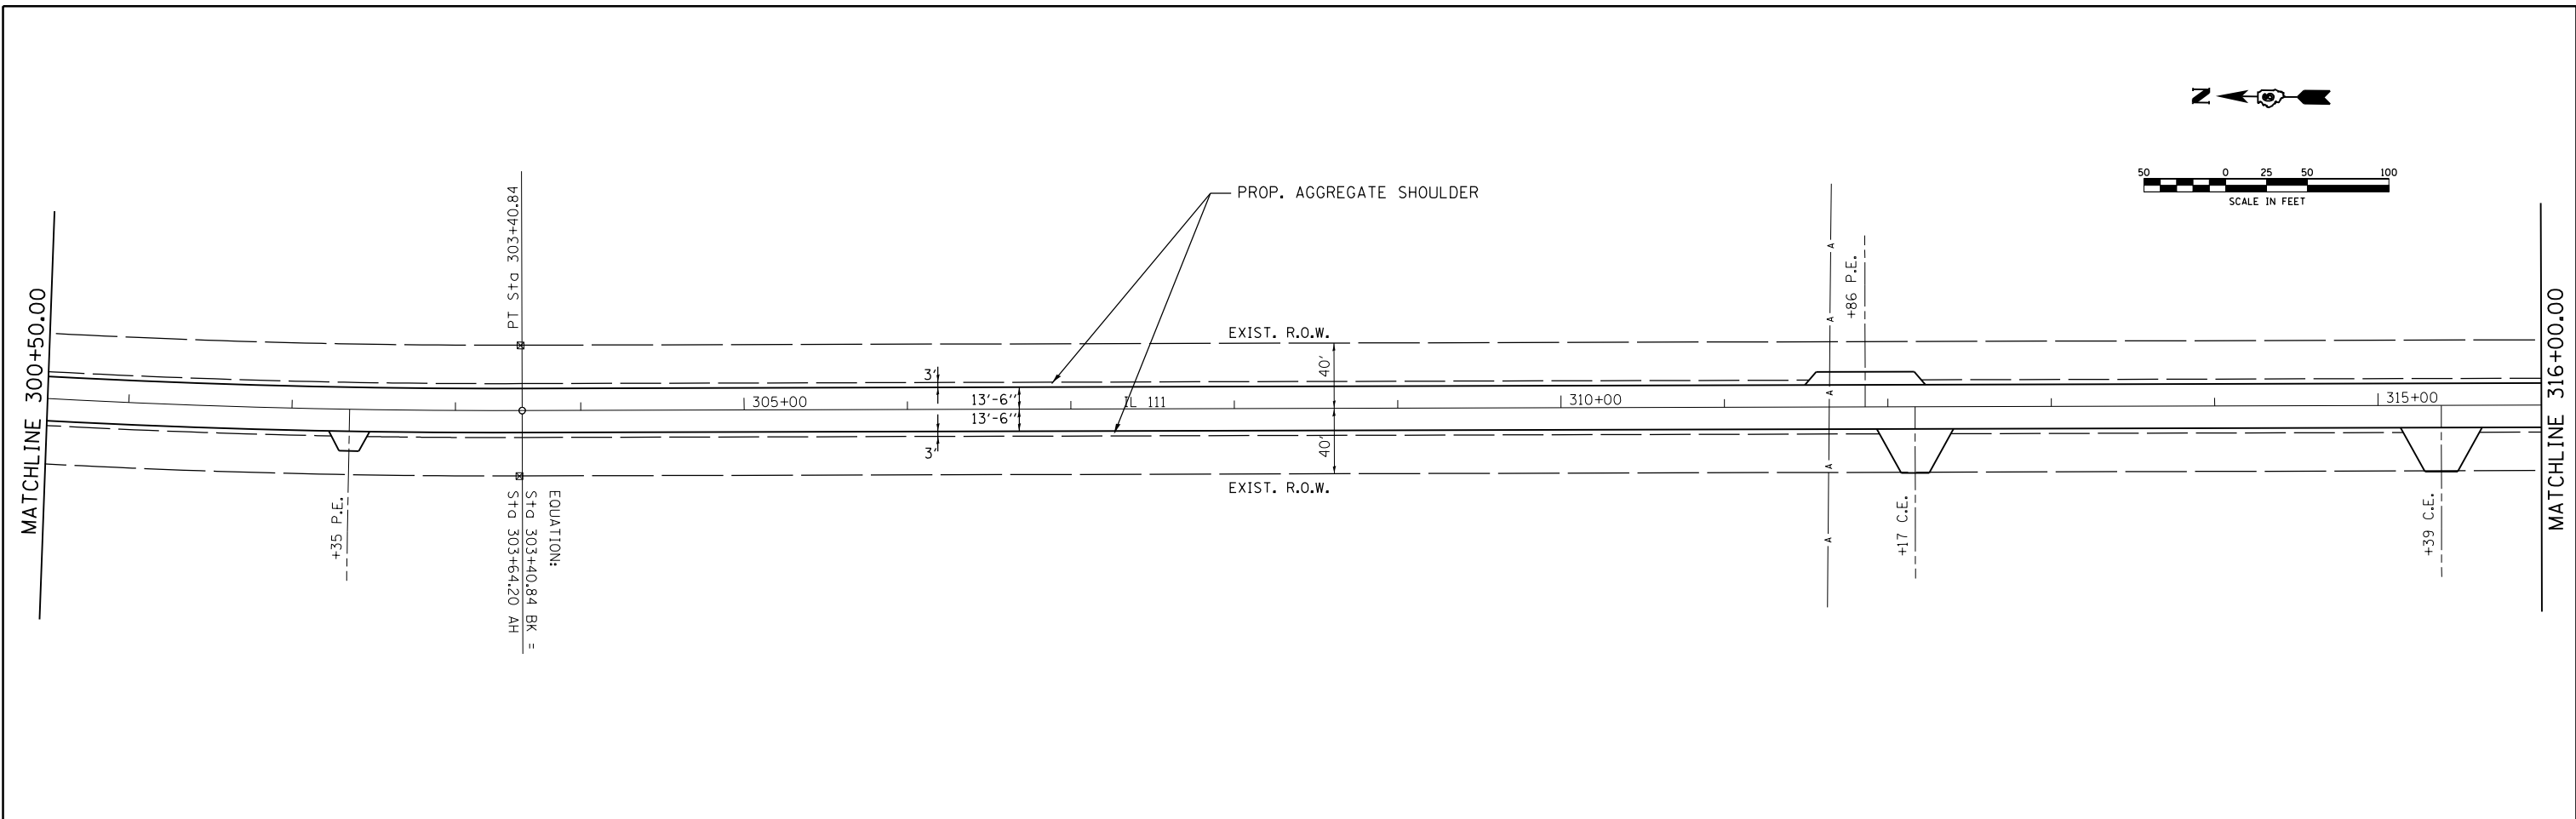 N
50 0 25 50 100
SCALE IN FEET
PROP. AGGREGATE SHOULDER
MATCHLINE 300+50.00
PT Sta 303+40.84
+86 P.E.
A
A
A
A
A
A
EXIST. R.O.W.
40'
3'
13'-6"
305+00
IL 111
310+00
315+00
13'-6"
3'
40'
EXIST. R.O.W.
+35 P.E.
EQUATION:
Sta 303+40.84 BK =
Sta 303+64.20 AH
+17 C.E.
+39 C.E.
MATCHLINE 316+00.00